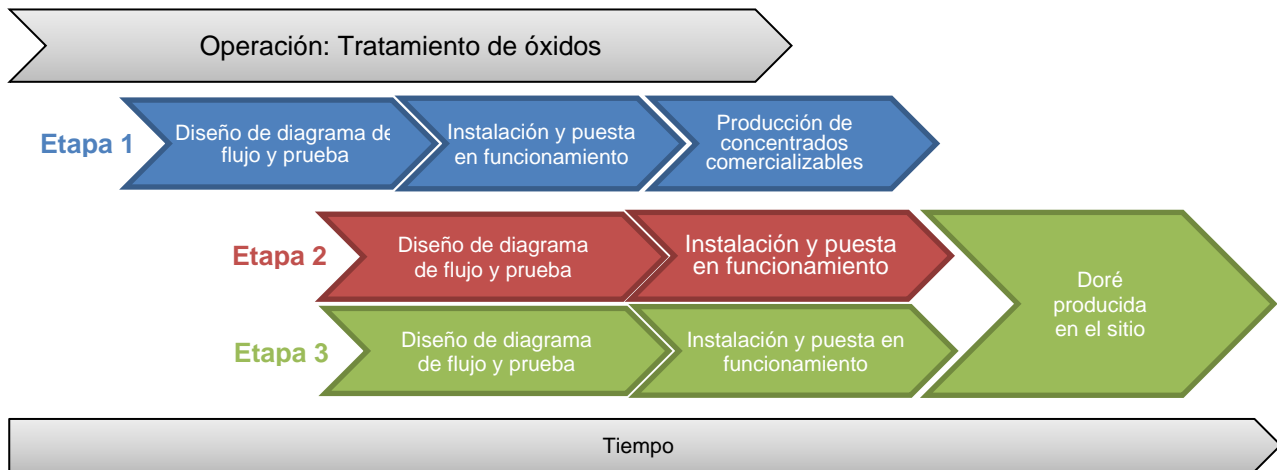 Operación: Tratamiento de óxidos
Etapa 1
Diseño de diagrama de
flujo y prueba
Instalación y puesta
en funcionamiento
Producción de
concentrados
comercializables
Etapa 2
Diseño de diagrama
de flujo y prueba
Instalación y puesta
en funcionamiento
Etapa 3
Diseño de diagrama
de flujo y prueba
Instalación y puesta en
funcionamiento
Doré
producida
en el sitio
Tiempo